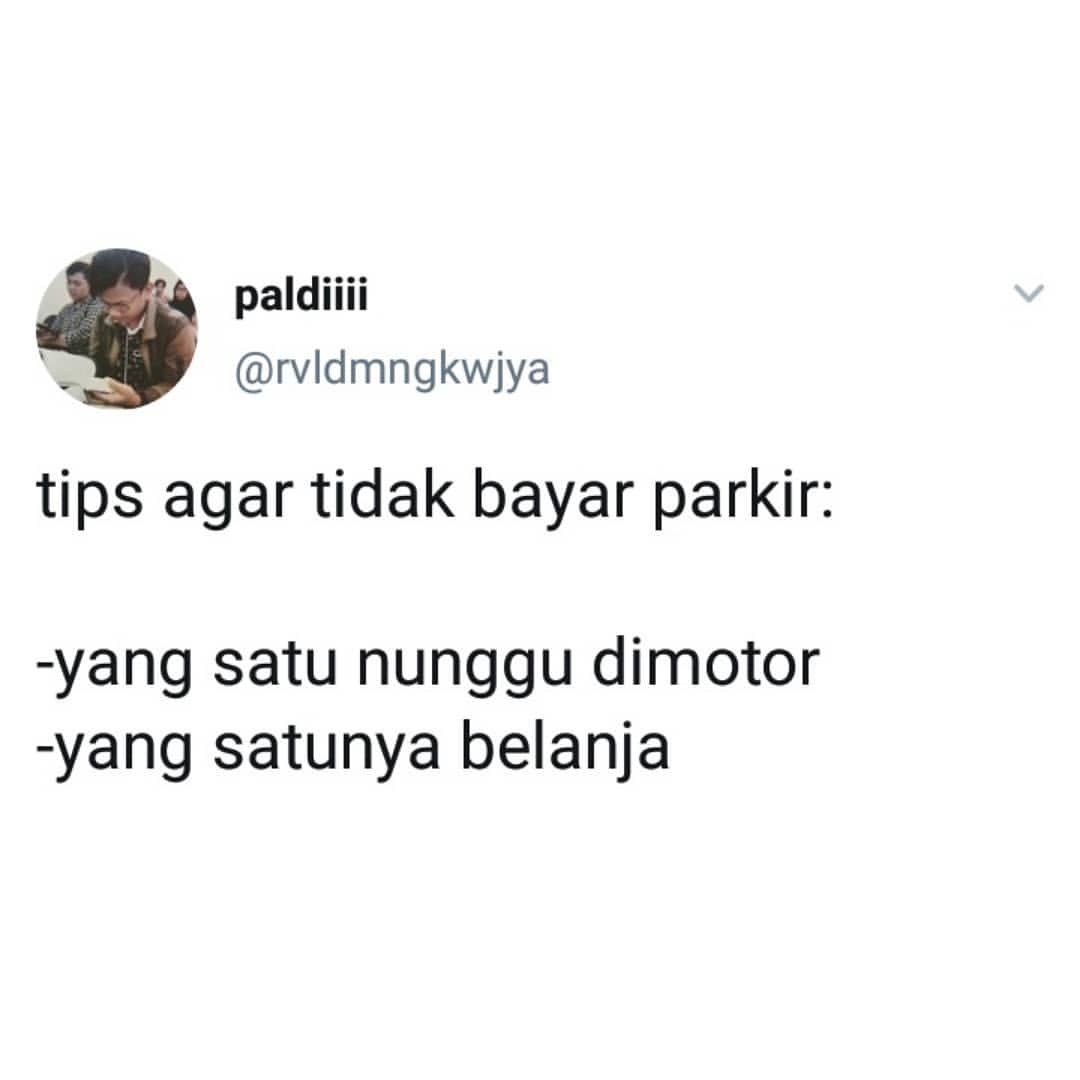 paldiiii
@rvldmngkwjya
tips agar tidak bayar parkir:
-yang satu nunggu dimotor
-yang satunya belanja